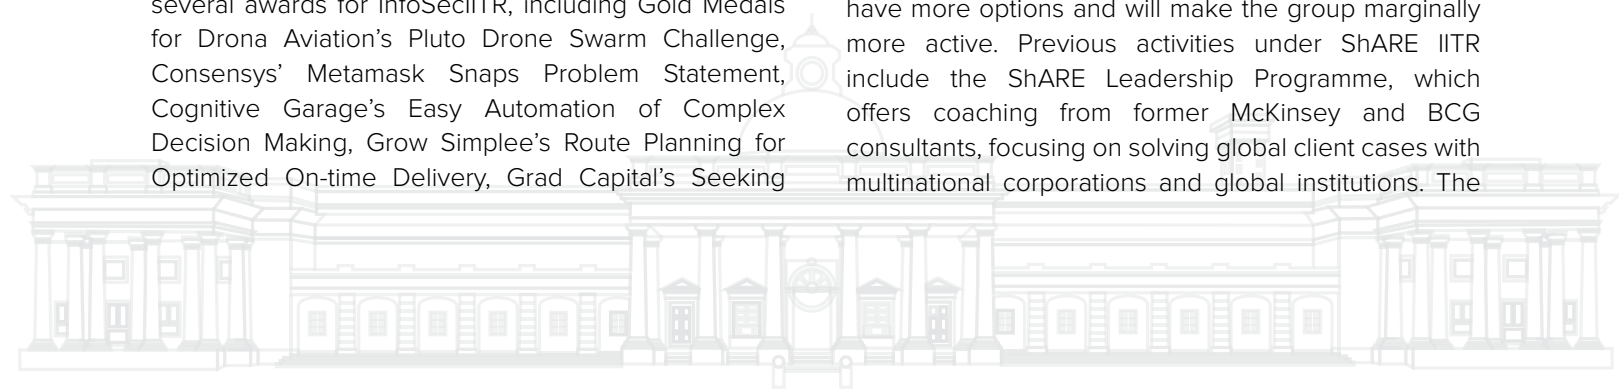 several awards for InfoSecIITR, including Gold Medals
for Drona Aviation's Pluto Drone Swarm Challenge,
Consensys' Metamask Snaps Problem Statement,
Cognitive Garage's Easy Automation of Complex
Decision Making, Grow Simplee's Route Planning for
Optimized On-time Delivery, Grad Capital's Seeking
have more options and will make the group marginally
more active. Previous activities under ShARE IITR
include the ShARE Leadership Programme, which
offers coaching from former McKinsey and BCG
consultants, focusing on solving global client cases with
multinational corporations and global institutions. The